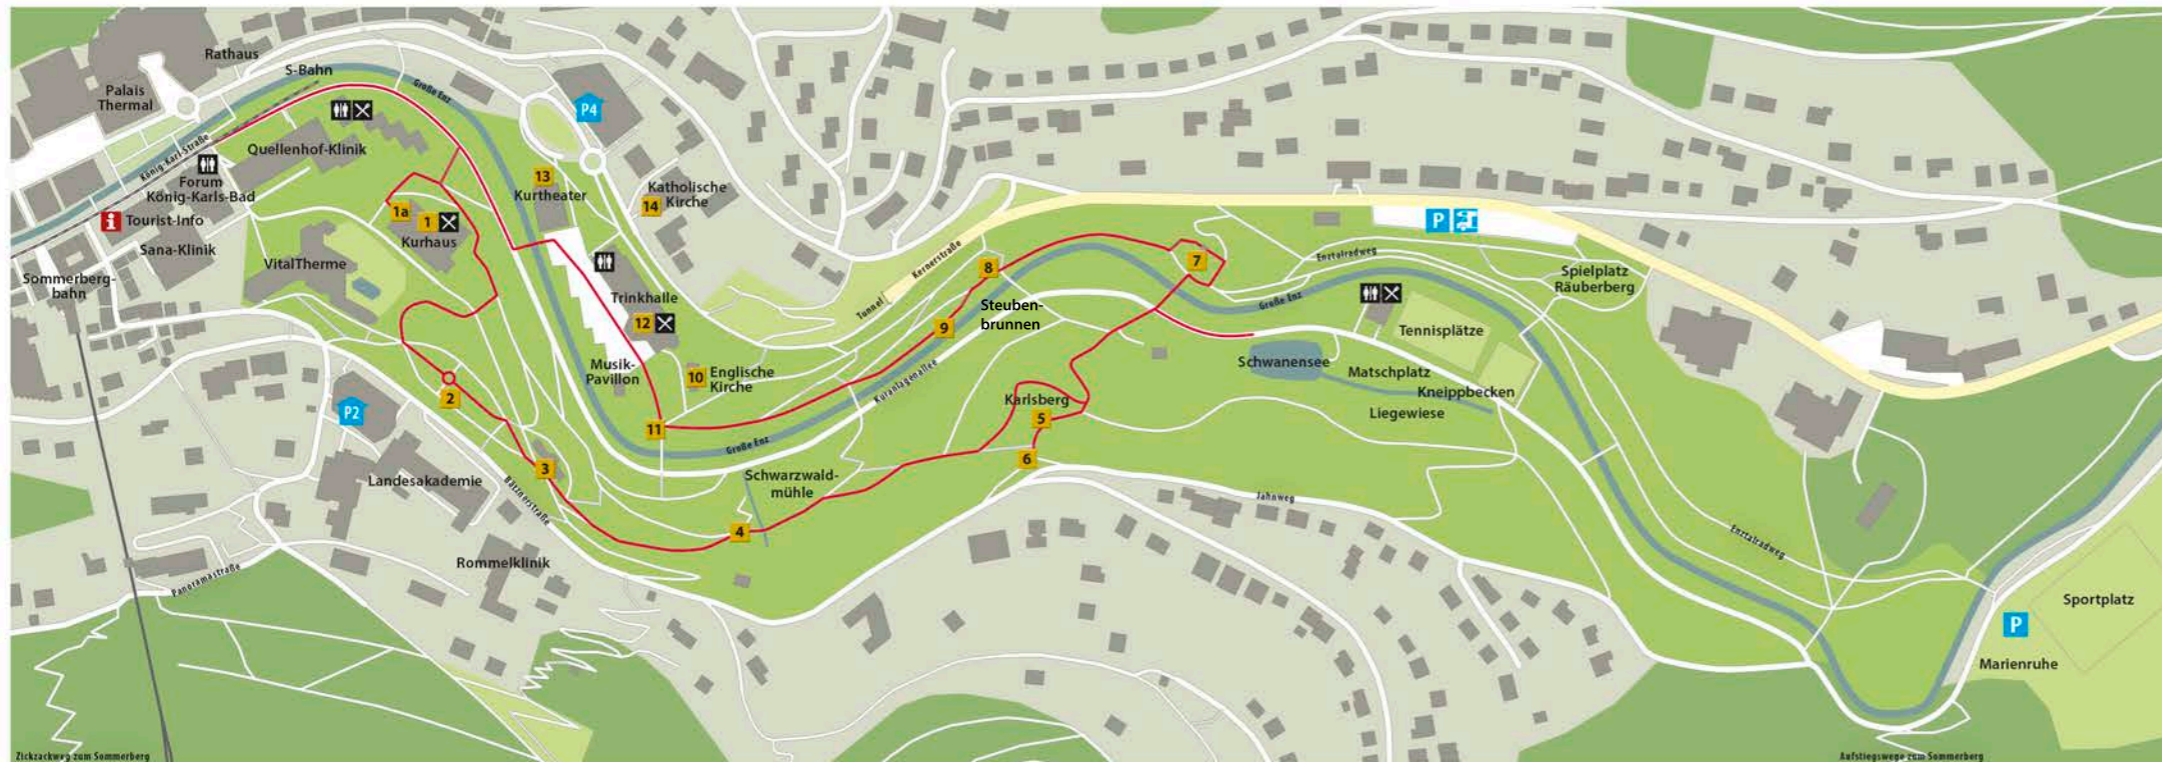 Rathaus
S-Bahn
Palais
Thermal
Große Enz
P4
König-Karl-Straße
Quellenhof-Klinik
Forum
König-Karls-Bad
i
Tourist-Info
Sana-Klinik
Sommerberg-
bahn
VitalTherme
1a
1
Kurhaus
13
Kurtheater
Katholische
14
Kirche
Trinkhalle
12
Musik-
Pavillon
10
Englische
Kirche
11
Große Enz
Kuranlagenallee
Tunnel
Kernerstraße
8
Steuben-
brunnen
9
7
P
Enztalradweg
Große Enz
Spielplatz
Räuberberg
Tennisplätze
Schwanensee
Matschplatz
Kneippbecken
Liegewiese
Karlsberg
5
6
2
P2
3
Landesakademie
Bätznerstraße
Schwarzwald-
mühle
4
Jahnweg
Rommelklinik
Panoramastraße
Enztalradweg
Sportplatz
P
Marienruhe
Zickzackweg zum Sommerberg
Aufstiegswege zum Sommerberg